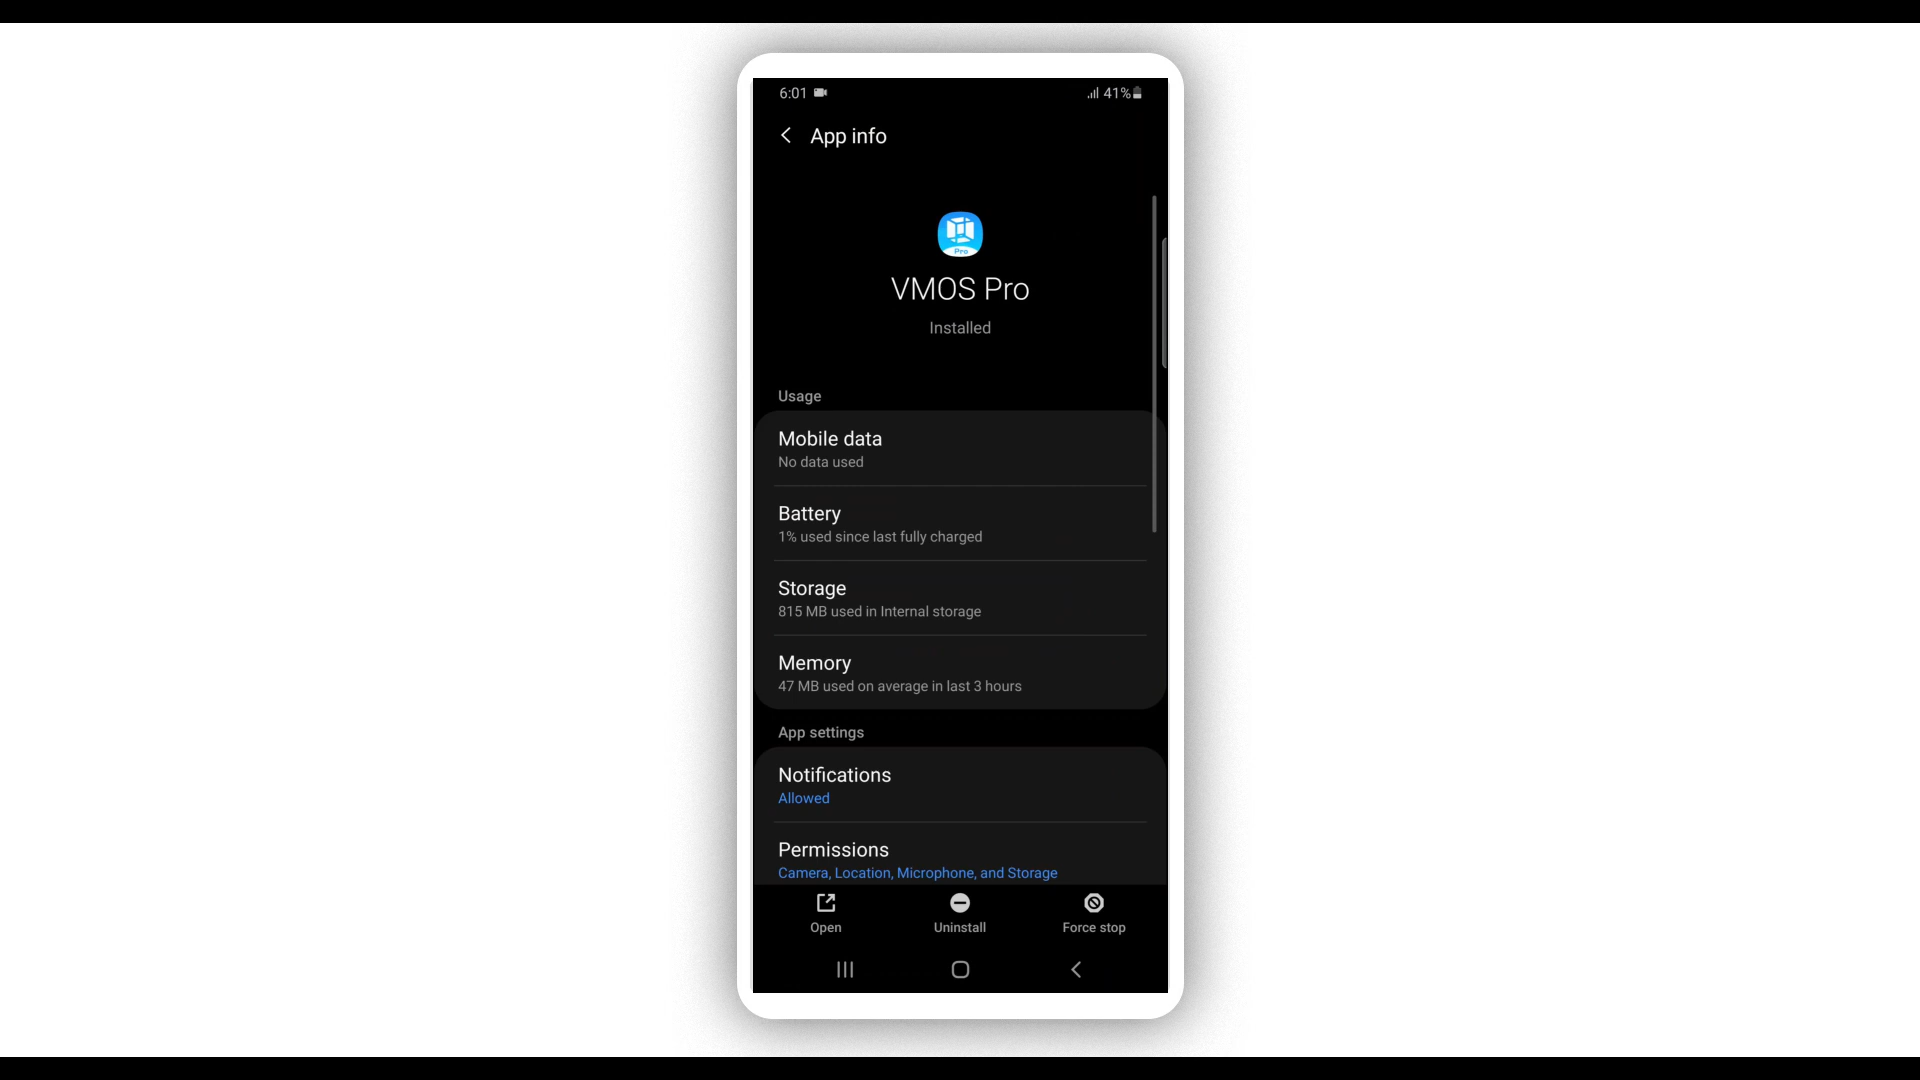 6:01 41%
App info
Pro
VMOS Pro
Installed
Usage
Mobile data
No data used
Battery
1% used since last fully charged
Storage
815 MB used in Internal storage
Memory
47 MB used on average in last 3 hours
App settings
Notifications
Allowed
Permissions
Camera, Location, Microphone, and Storage
Open Uninstall Force stop